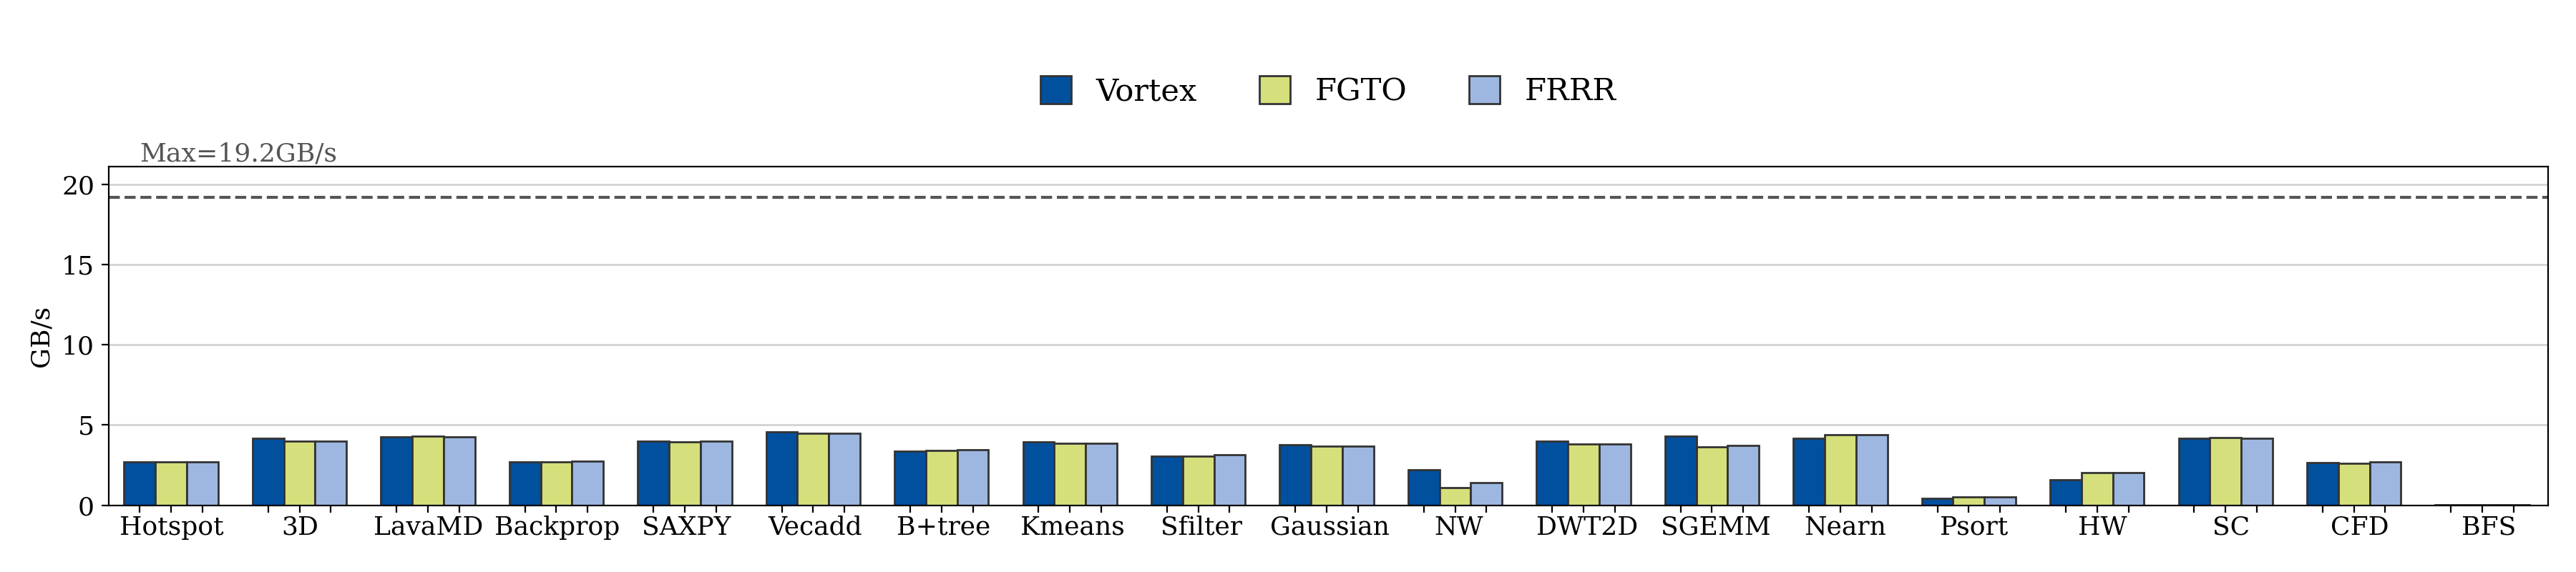 Vortex FGTO FRRR
Max=19.2GB/s
20
15
10
5
0
GB/s
Hotspot 3D LavaMD Backprop SAXPY Vecadd B+tree Kmeans Sfilter Gaussian NW DWT2D SGEMM Nearn Psort HW SC CFD BFS